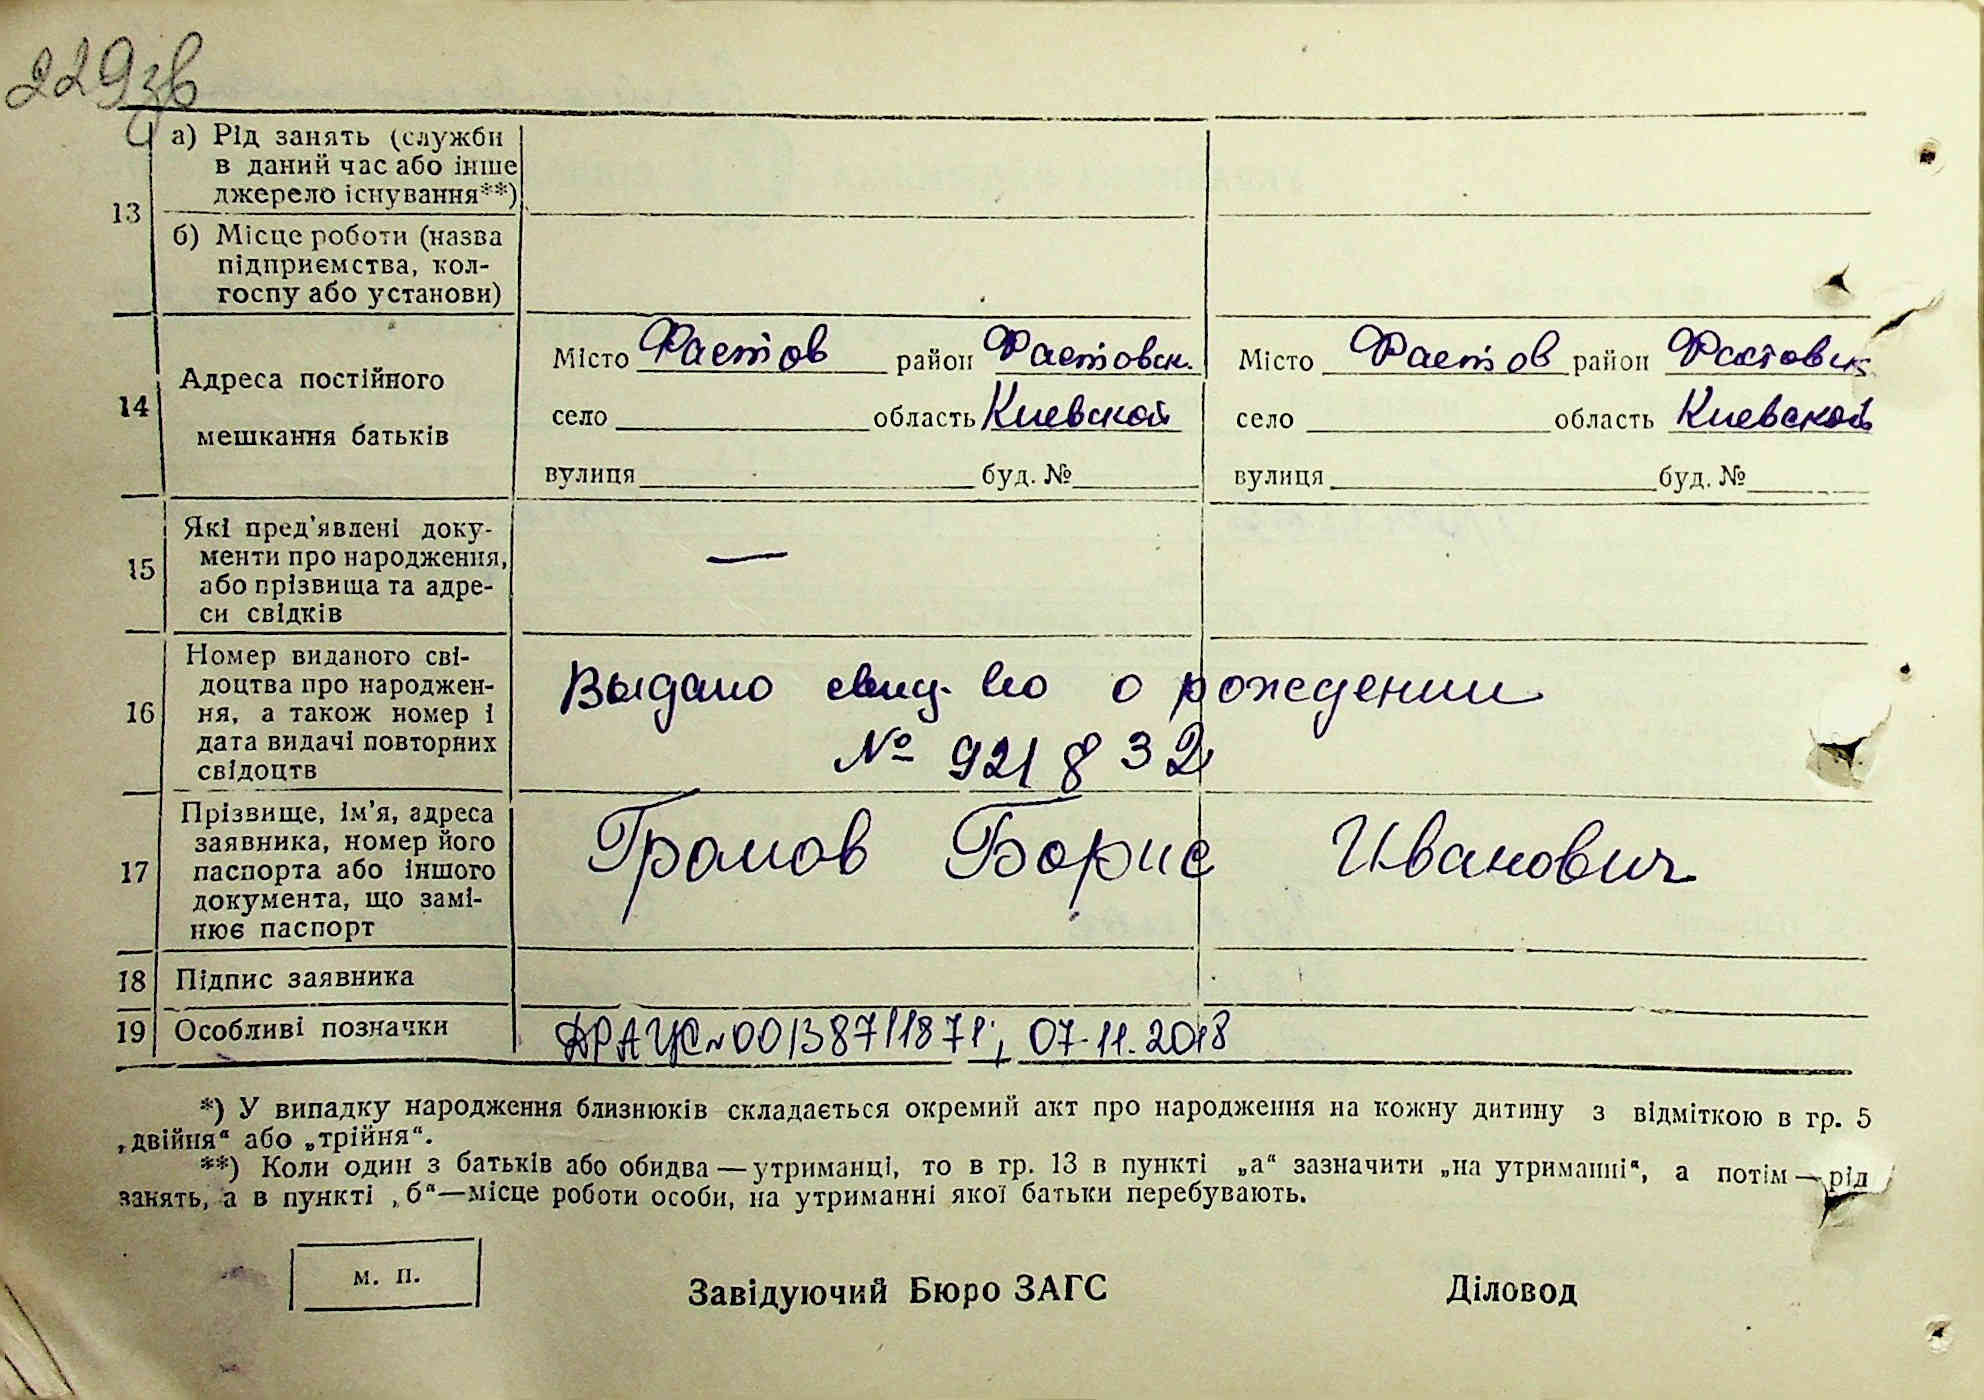 229зв
13
а) Рід занять (служби
в даний час або інше
джерело існування**)
б) Місце роботи (назва
підприємства, кол-
госпу або установи)
14
Адреса постійного
мешкання батьків
Місто Фастов район Фастовск.
село область Киевской
вулиця буд. №
Місто Фастов район Фастовск
село область Киевской
вулиця буд. №
15
Які пред'явлені доку-
менти про народження,
або прізвища та адре-
си свідків
—
16
Номер виданого сві-
доцтва про народжен-
ня, а також номер і
дата видачі повторних
свідоцтв
Выдано свид-во о рождении
№ 921832
17
Прізвище, ім'я, адреса
заявника, номер його
паспорта або іншого
документа, що замі-
нює паспорт
Громов Борис Иванович
18 Підпис заявника
19 Особливі позначки
ДРАЦС №00138711871; 07.11.2018
*) У випадку народження близнюків складається окремий акт про народження на кожну дитину з відміткою в гр. 5
„двійня“ або „трійня“.
**) Коли один з батьків або обидва — утриманці, то в гр. 13 в пункті „а“ зазначити „на утриманні“, а потім — рід
занять, а в пункті „б“—місце роботи особи, на утриманні якої батьки перебувають.
м. п.
Завідуючий Бюро ЗАГС
Діловод